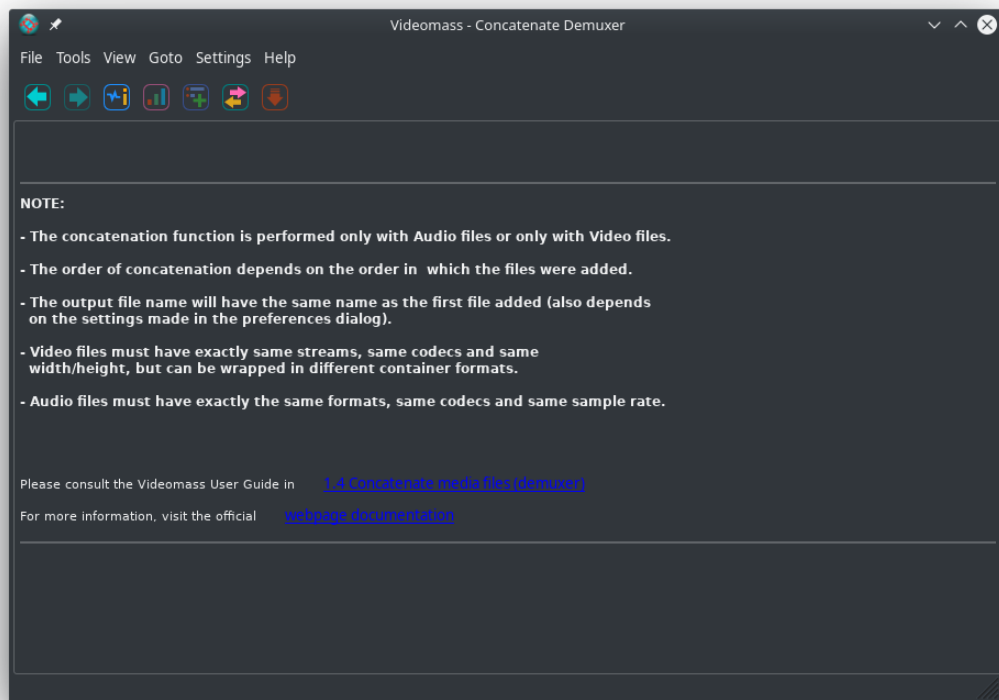 Videomass - Concatenate Demuxer
File Tools View Goto Settings Help
NOTE:
- The concatenation function is performed only with Audio files or only with Video files.
- The order of concatenation depends on the order in  which the files were added.
- The output file name will have the same name as the first file added (also depends
on the settings made in the preferences dialog).
- Video files must have exactly same streams, same codecs and same
width/height, but can be wrapped in different container formats.
- Audio files must have exactly the same formats, same codecs and same sample rate.
Please consult the Videomass User Guide in 1.4 Concatenate media files (demuxer)
For more information, visit the official webpage documentation